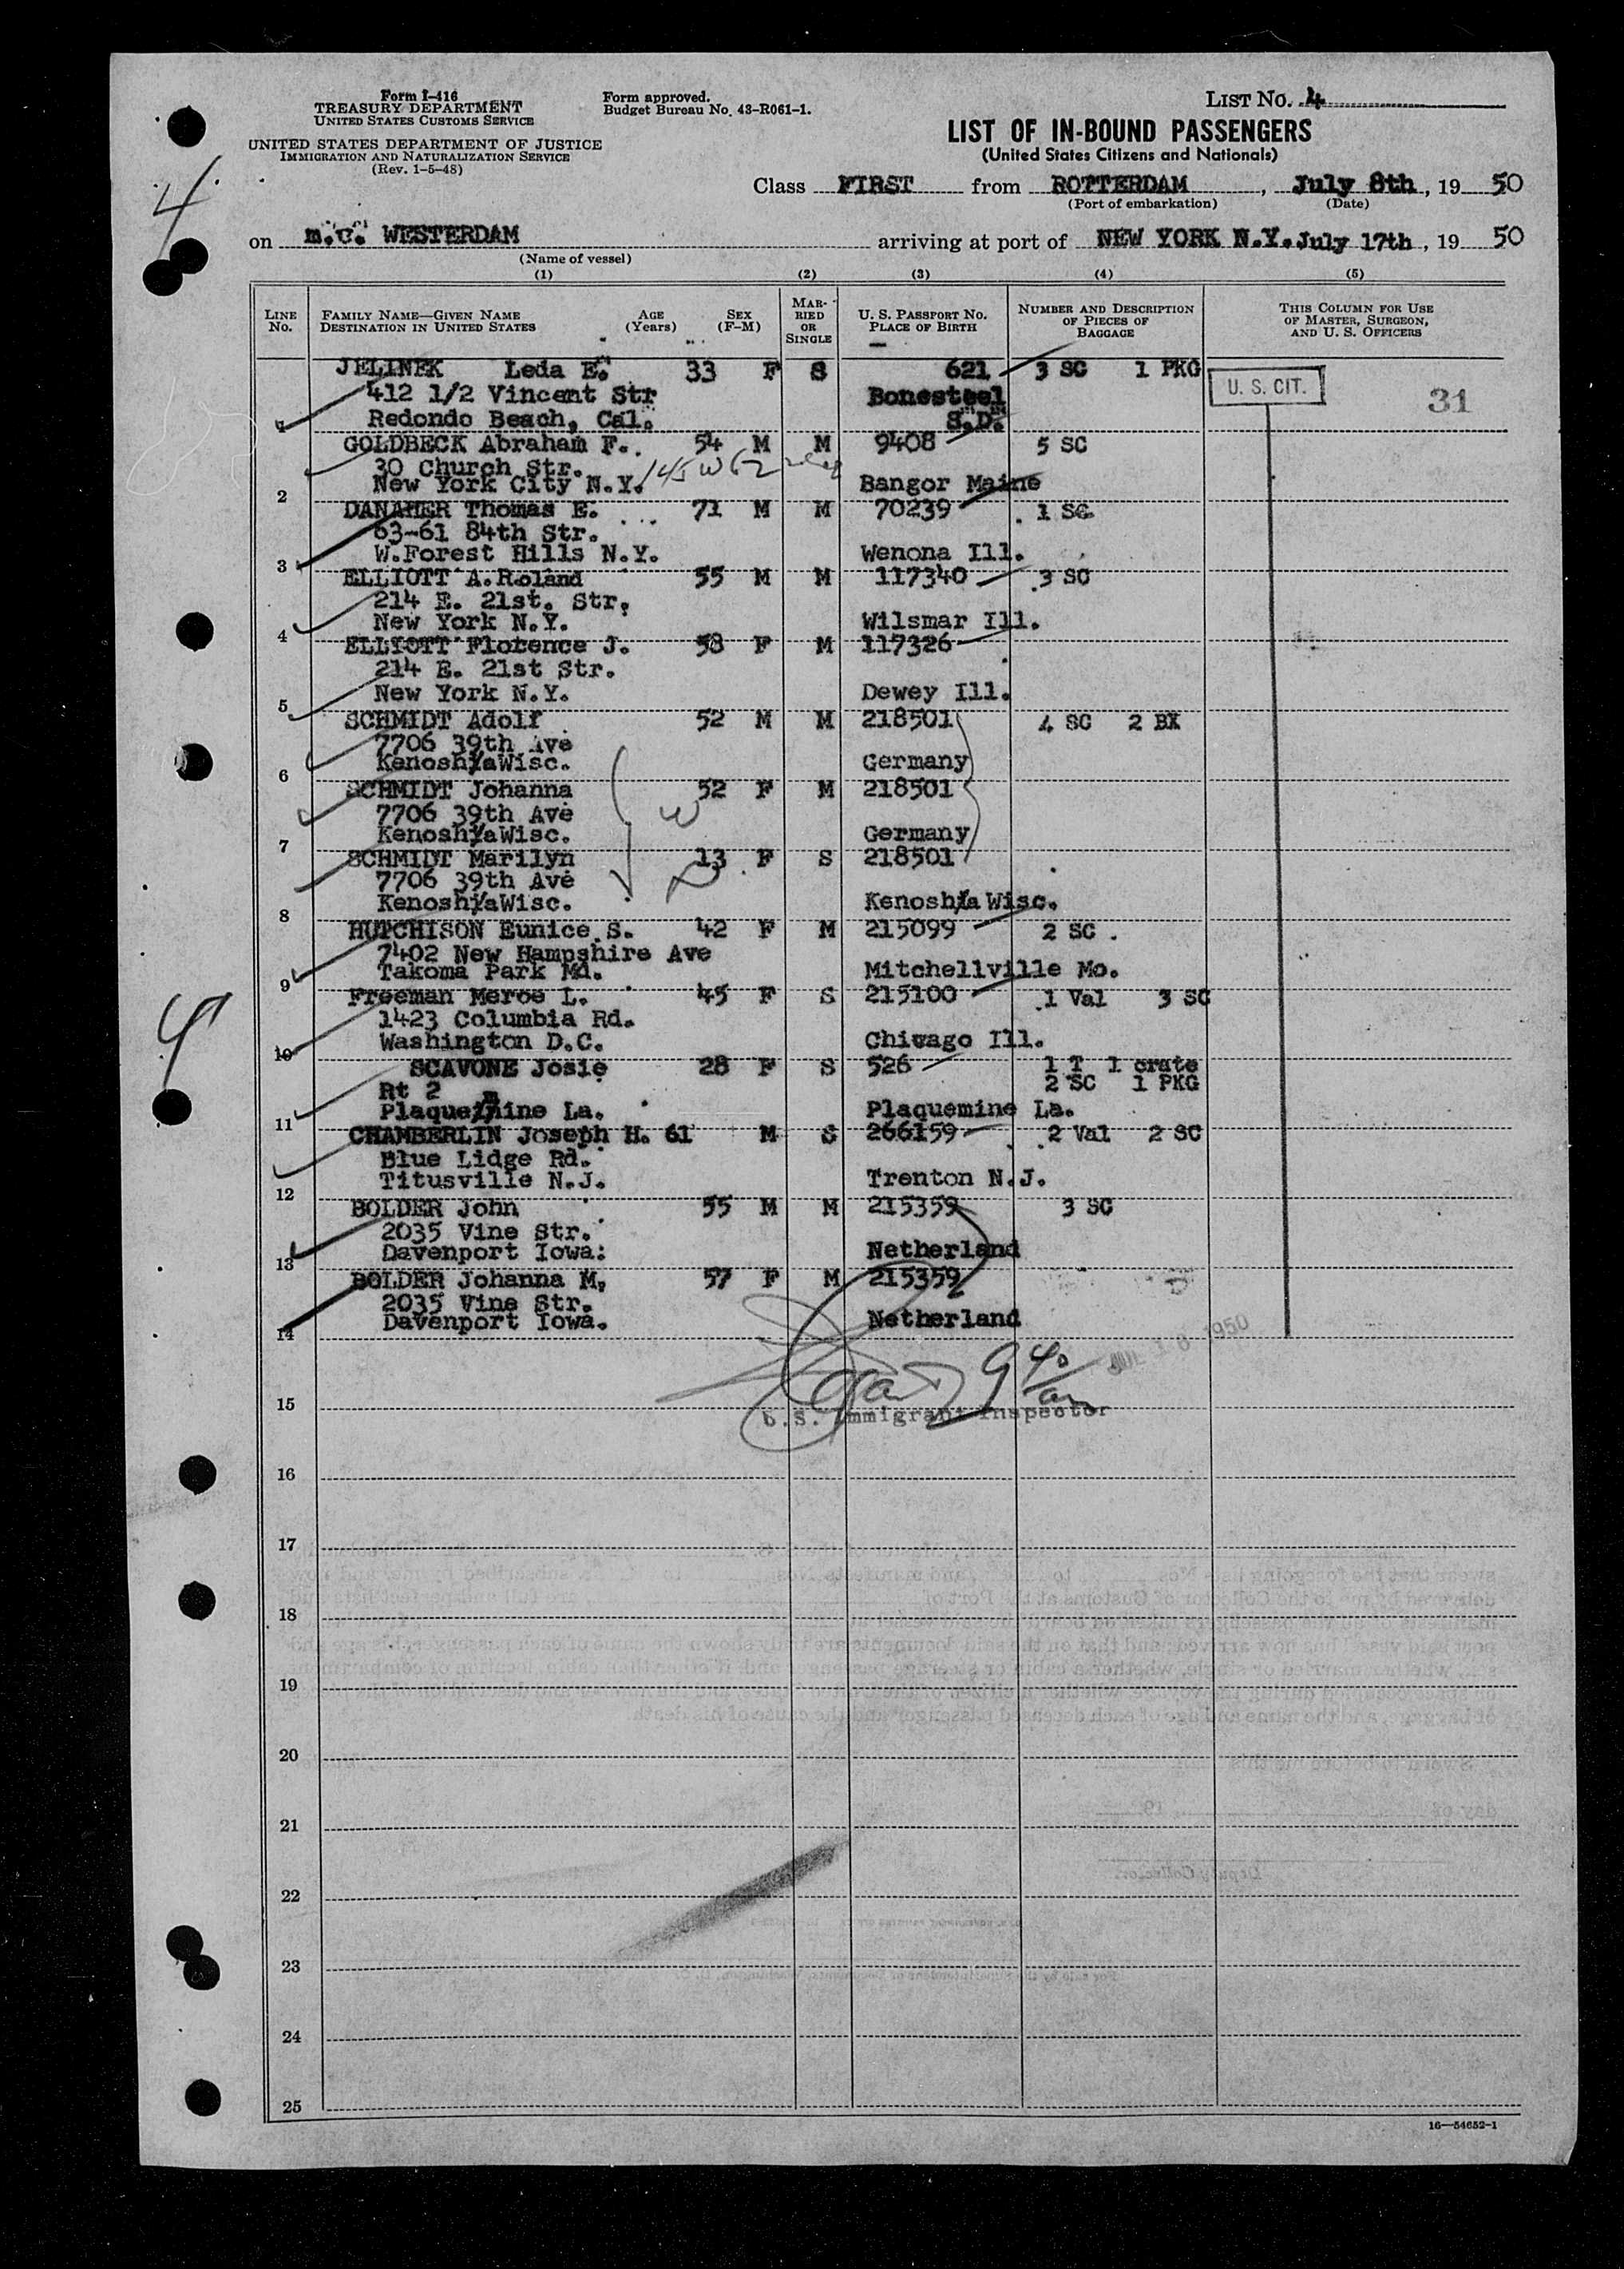 Form I-416
TREASURY DEPARTMENT
UNITED STATES CUSTOMS SERVICE
UNITED STATES DEPARTMENT OF JUSTICE
IMMIGRATION AND NATURALIZATION SERVICE
(Rev. 1-5-48)
Form approved.
Budget Bureau No. 43-R061-1.
LIST No. 4
LIST OF IN-BOUND PASSENGERS
(United States Citizens and Nationals)
Class FIRST from ROTTERDAM, July 8th, 1950
(Port of embarkation) (Date)
on WESTERDAM arriving at port of NEW YORK N.Y. July 17th, 1950
(Name of vessel)
(1) (2) (3) (4) (5)
LINE No.
FAMILY NAME—GIVEN NAME
DESTINATION IN UNITED STATES
AGE (Years)
SEX (F-M)
MARRIED OR SINGLE
U. S. PASSPORT NO.
PLACE OF BIRTH
NUMBER AND DESCRIPTION OF PIECES OF BAGGAGE
THIS COLUMN FOR USE OF MASTER, SURGEON, AND U. S. OFFICERS
JELINEK Leda E. 33 F S 621 3 SC 1 PKG
U. S. CIT. 31
412 1/2 Vincent Str Bonesteel
1 Redondo Beach, Cal. S.D.
GOLDBECK Abraham F. 54 M M 9408 5 SC
30 Church Str. 145 W 62
2 New York City N.Y. Bangor Maine
DANAHER Thomas E. 71 M M 70239 1 SC
63-61 84th Str.
3 W.Forest Hills N.Y. Wenona Ill.
ELLIOTT A.Roland 55 M M 117340 3 SC
214 E. 21st. Str,
4 New York N.Y. Wilsmar Ill.
ELLIOTT Florence J. 58 F M 117326
214 E. 21st Str.
5 New York N.Y. Dewey Ill.
SCHMIDT Adolf 52 M M 218501 4 SC 2 BX
7706 39th Ave
6 Kenosha Wisc. Germany
SCHMIDT Johanna 52 F M 218501
7706 39th Ave W
7 Kenosha Wisc. Germany
SCHMIDT Marilyn 13 F S 218501
7706 39th Ave
8 Kenosha Wisc. Kenosha Wisc.
HUTCHISON Eunice S. 42 F M 215099 2 SC .
7402 New Hampshire Ave
9 Takoma Park Md. Mitchellville Mo.
Freeman Meroe L. 45 F S 215100 1 Val 3 SC
1423 Columbia Rd.
10 Washington D.C. Chicago Ill.
SCAVONE Josie 28 F S 526 1 T 1 crate
Rt 2 2 SC 1 PKG
11 Plaquemine La. Plaquemine La.
CHAMBERLIN Joseph H. 61 M S 266159 2 Val 2 SC
Blue Lidge Rd.
12 Titusville N.J. Trenton N.J.
BOLDER John 55 M M 215359 3 SC
2035 Vine Str.
13 Davenport Iowa: Netherland
BOLDER Johanna M, 57 F M 215359
2035 Vine Str.
14 Davenport Iowa. Netherland
JUL 18 1950
9 40/am
15 U.S. Immigrant Inspector
16
17
18
19
20
21
22
23
24
25
16—54652-1
4
4